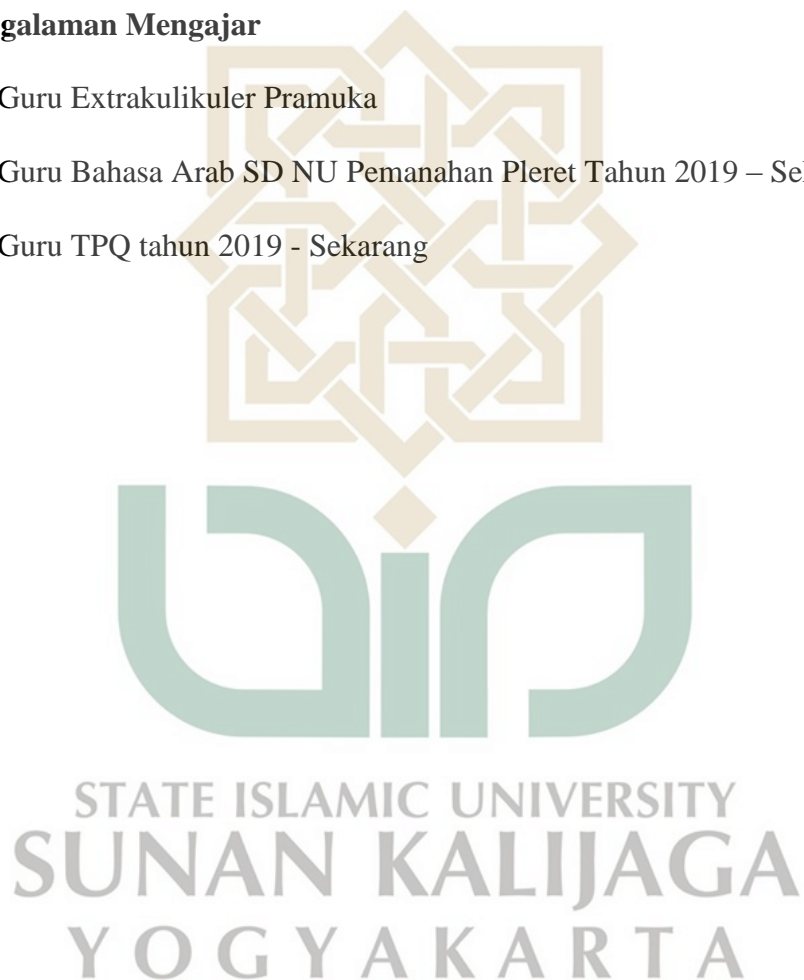 galaman Mengajar
Guru Extrakulikuler Pramuka
Guru Bahasa Arab SD NU Pemanahan Pleret Tahun 2019 – Se
Guru TPQ tahun 2019 - Sekarang
STATE ISLAMIC UNIVERSITY
SUNAN KALIJAGA
YOGYAKARTA